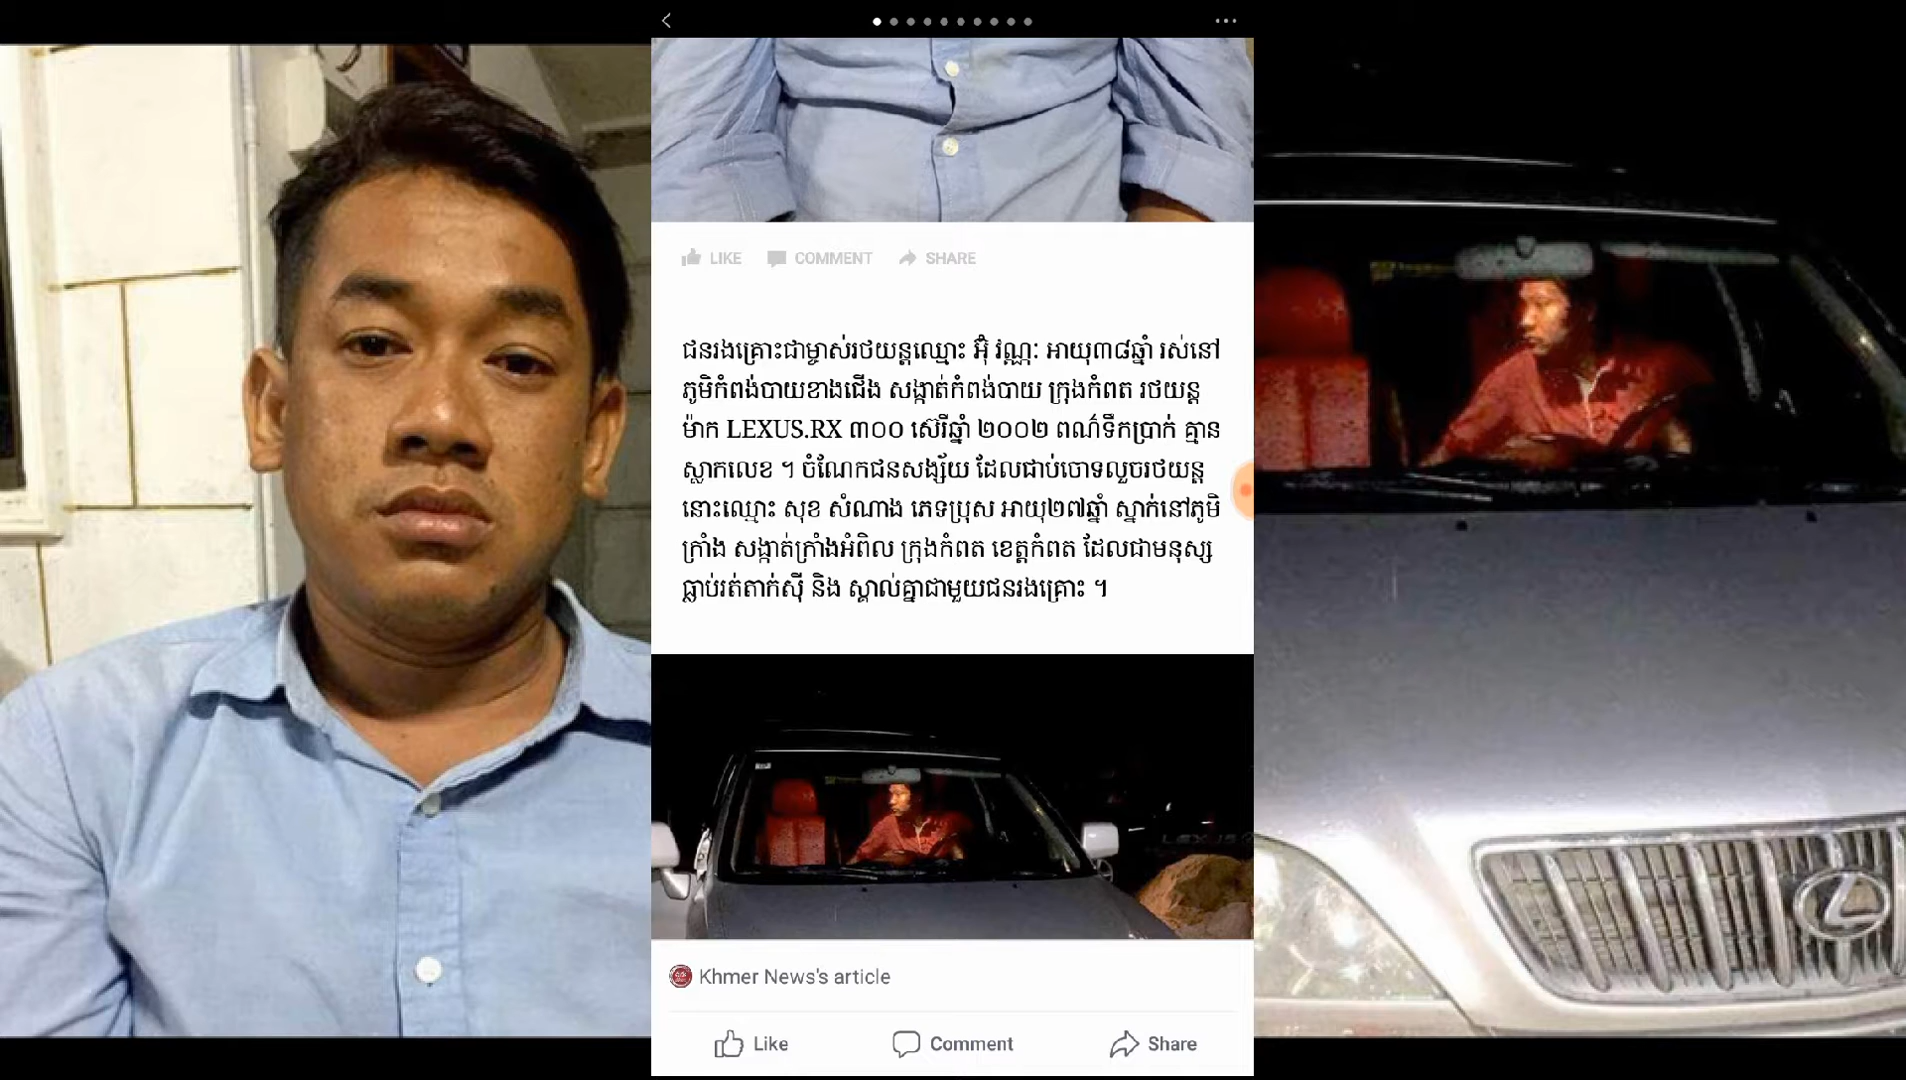 LIKE COMMENT SHARE
ជនរងគ្រោះជាម្ចាស់រថយន្តឈ្មោះ អ៊ុំ វណ្ណៈ អាយុ៣៨ឆ្នាំ រស់នៅ
ភូមិកំពង់បាយខាងជើង សង្កាត់កំពង់បាយ ក្រុងកំពត រថយន្ត
ម៉ាក LEXUS.RX ៣០០ ស៊េរីឆ្នាំ ២០០២ ពណ៌ទឹកប្រាក់ គ្មាន
ស្លាកលេខ ។ ចំណែកជនសង្ស័យ ដែលជាប់ចោទលួចរថយន្ត
នោះឈ្មោះ សុខ សំណាង ភេទប្រុស អាយុ២៧ឆ្នាំ ស្នាក់នៅភូមិ
ក្រាំង សង្កាត់ក្រាំងអំពិល ក្រុងកំពត ខេត្តកំពត ដែលជាមនុស្ស
ធ្លាប់រត់តាក់ស៊ី និង ស្គាល់គ្នាជាមួយជនរងគ្រោះ ។
LEXUS
Khmer News's article
Like Comment Share